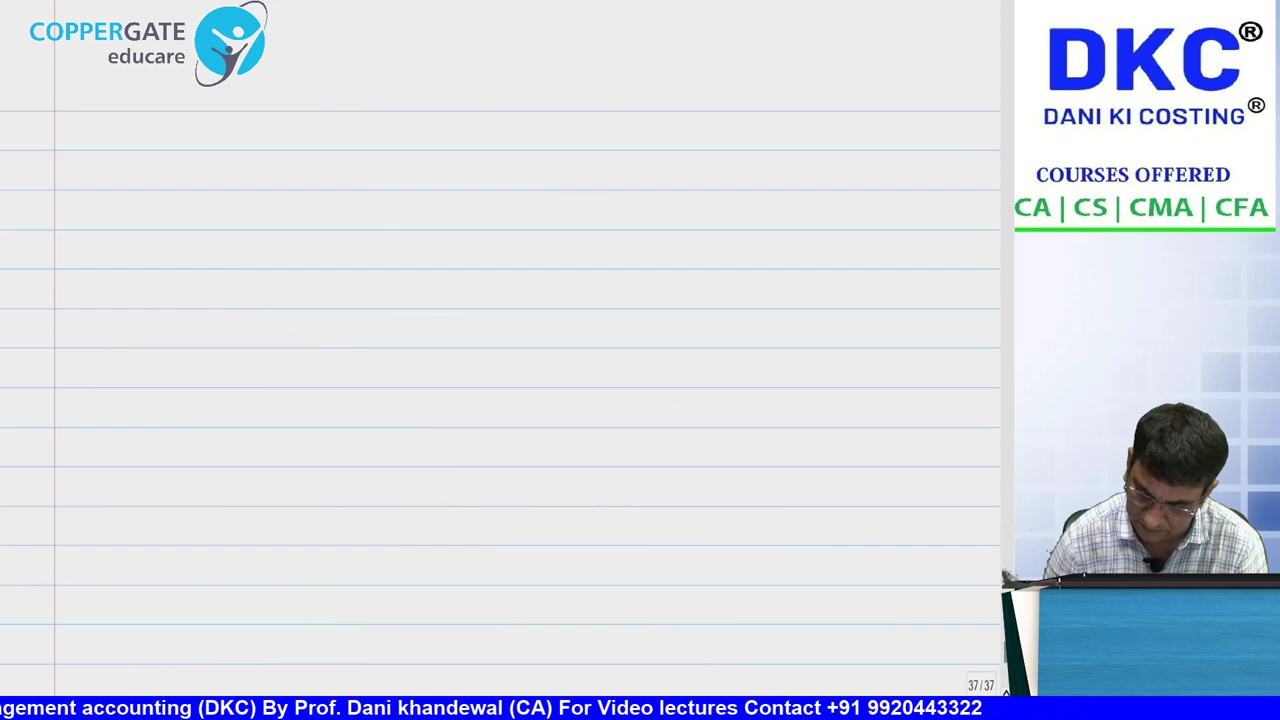 COPPERGATE
educare
DKC®
DANI KI COSTING®
COURSES OFFERED
CA | CS | CMA | CFA
37/37
agement accounting (DKC) By Prof. Dani khandewal (CA) For Video lectures Contact +91 9920443322